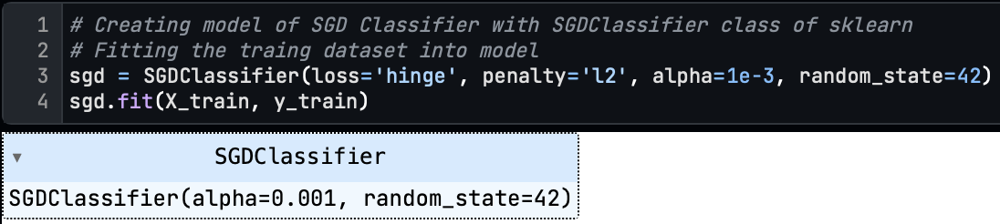 1 # Creating model of SGD Classifier with SGDClassifier class of sklearn
2 # Fitting the traing dataset into model
3 sgd = SGDClassifier(loss='hinge', penalty='l2', alpha=1e-3, random_state=42)
4 sgd.fit(X_train, y_train)
▾ SGDClassifier
SGDClassifier(alpha=0.001, random_state=42)